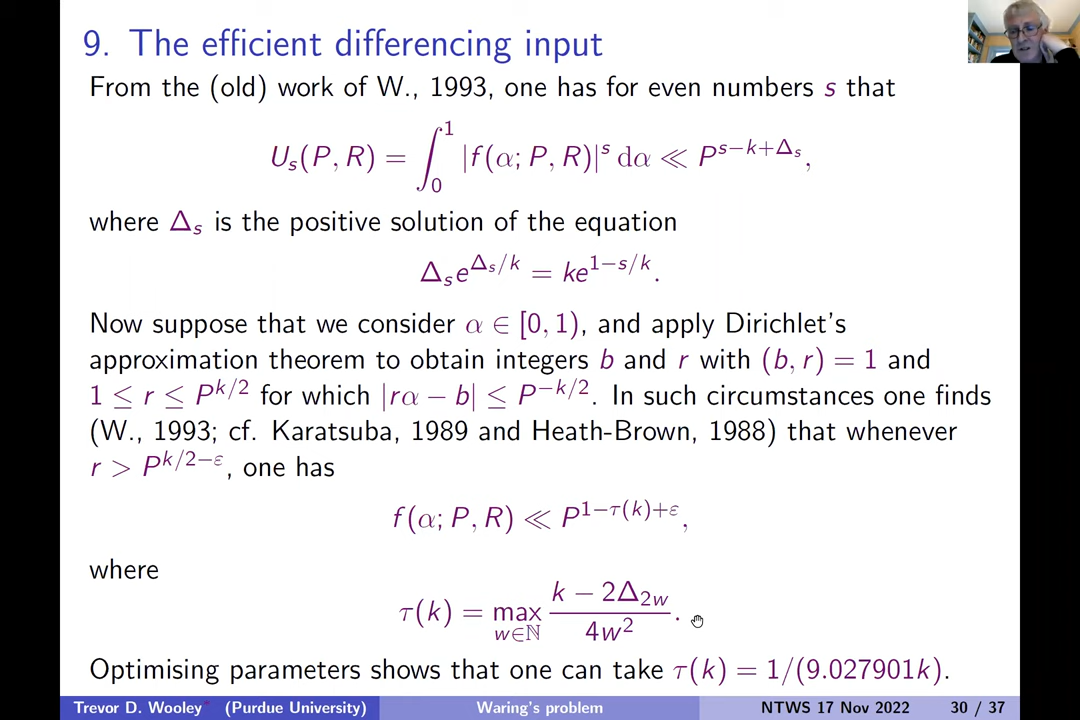 9. The efficient differencing input
From the (old) work of W., 1993, one has for even numbers s that
U_s(P, R) = ∫_0^1 |f(α; P, R)|^s dα ≪ P^{s−k+Δ_s},
where Δ_s is the positive solution of the equation
Δ_s e^{Δ_s/k} = ke^{1−s/k}.
Now suppose that we consider α ∈ [0, 1), and apply Dirichlet's
approximation theorem to obtain integers b and r with (b, r) = 1 and
1 ≤ r ≤ P^{k/2} for which |rα − b| ≤ P^{−k/2}. In such circumstances one finds
(W., 1993; cf. Karatsuba, 1989 and Heath-Brown, 1988) that whenever
r > P^{k/2−ε}, one has
f(α; P, R) ≪ P^{1−τ(k)+ε},
where
τ(k) = max_{w∈ℕ} (k − 2Δ_{2w})/(4w^2).
Optimising parameters shows that one can take τ(k) = 1/(9.027901k).
Trevor D. Wooley (Purdue University) Waring's problem NTWS 17 Nov 2022 30 / 37